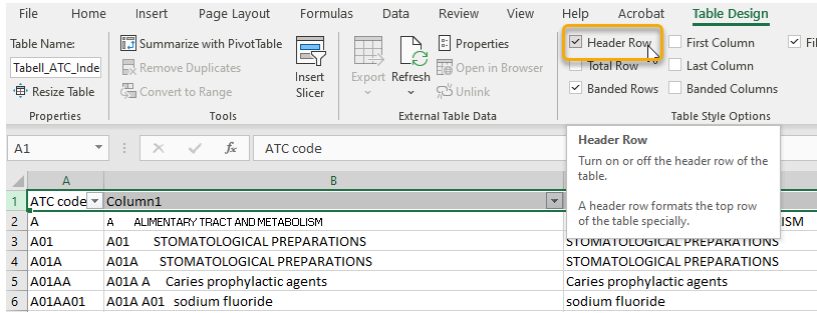 File Home Insert Page Layout Formulas Data Review View Help Acrobat Table Design
Table Name: Summarize with PivotTable Properties Header Row First Column
Tabell_ATC_Inde Remove Duplicates Insert Export Refresh Open in Browser Total Row Last Column
Resize Table Convert to Range Slicer Unlink Banded Rows Banded Columns
Properties Tools External Table Data Table Style Options
A1 fx ATC code
Header Row
Turn on or off the header row of the
table.
A header row formats the top row
of the table specially.
A B
1 ATC code Column1
2 A A ALIMENTARY TRACT AND METABOLISM
3 A01 A01 STOMATOLOGICAL PREPARATIONS STOMATOLOGICAL PREPARATIONS
4 A01A A01A STOMATOLOGICAL PREPARATIONS STOMATOLOGICAL PREPARATIONS
5 A01AA A01A A Caries prophylactic agents Caries prophylactic agents
6 A01AA01 A01A A01 sodium fluoride sodium fluoride